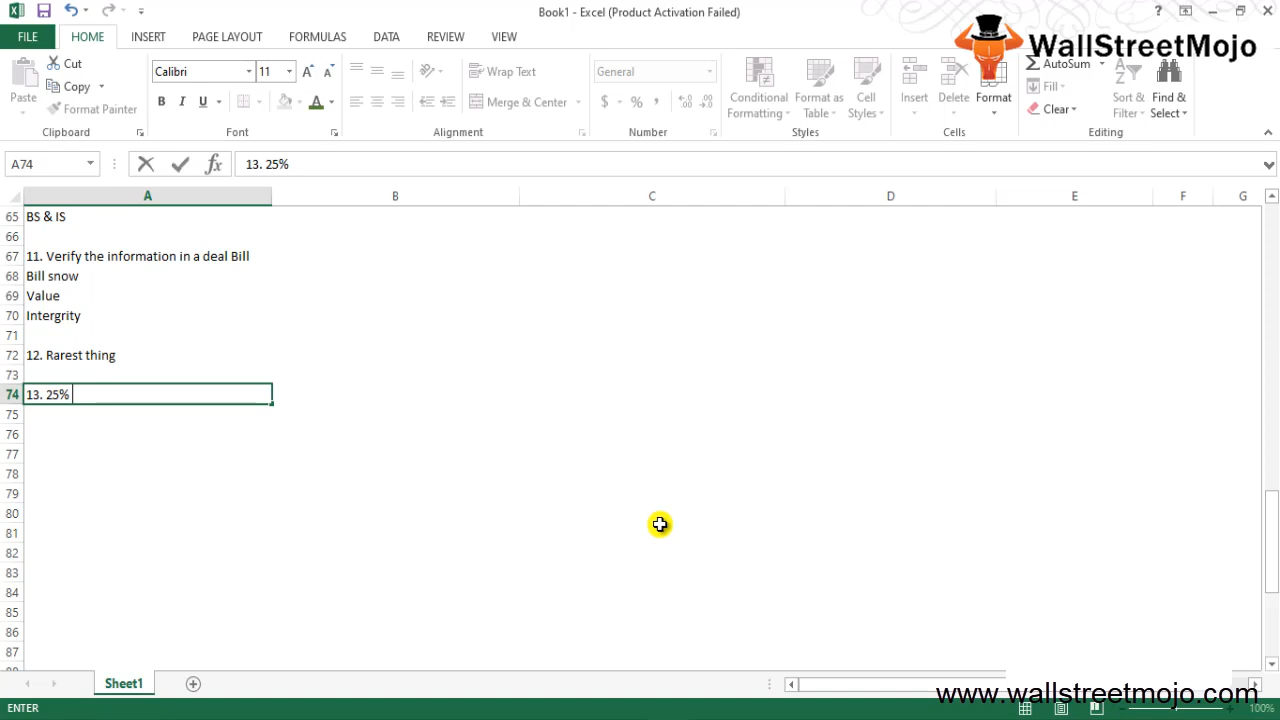 Book1 - Excel (Product Activation Failed)
FILE HOME INSERT PAGE LAYOUT FORMULAS DATA REVIEW VIEW
WallStreetMojo
Paste
Cut
Copy
Format Painter
Clipboard
Calibri 11
B I U A
Font
Wrap Text
Merge & Center
Alignment
General
$ % ,
Number
Conditional Formatting
Format as Table
Cell Styles
Styles
Insert Delete Format
Cells
AutoSum
Fill
Clear
Sort & Filter
Find & Select
Editing
A74 fx 13. 25%
A B C D E F G
65 BS & IS
66
67 11. Verify the information in a deal Bill
68 Bill snow
69 Value
70 Intergrity
71
72 12. Rarest thing
73
74 13. 25%
75
76
77
78
79
80
81
82
83
84
85
86
87
Sheet1
www.wallstreetmojo.com
ENTER 100%